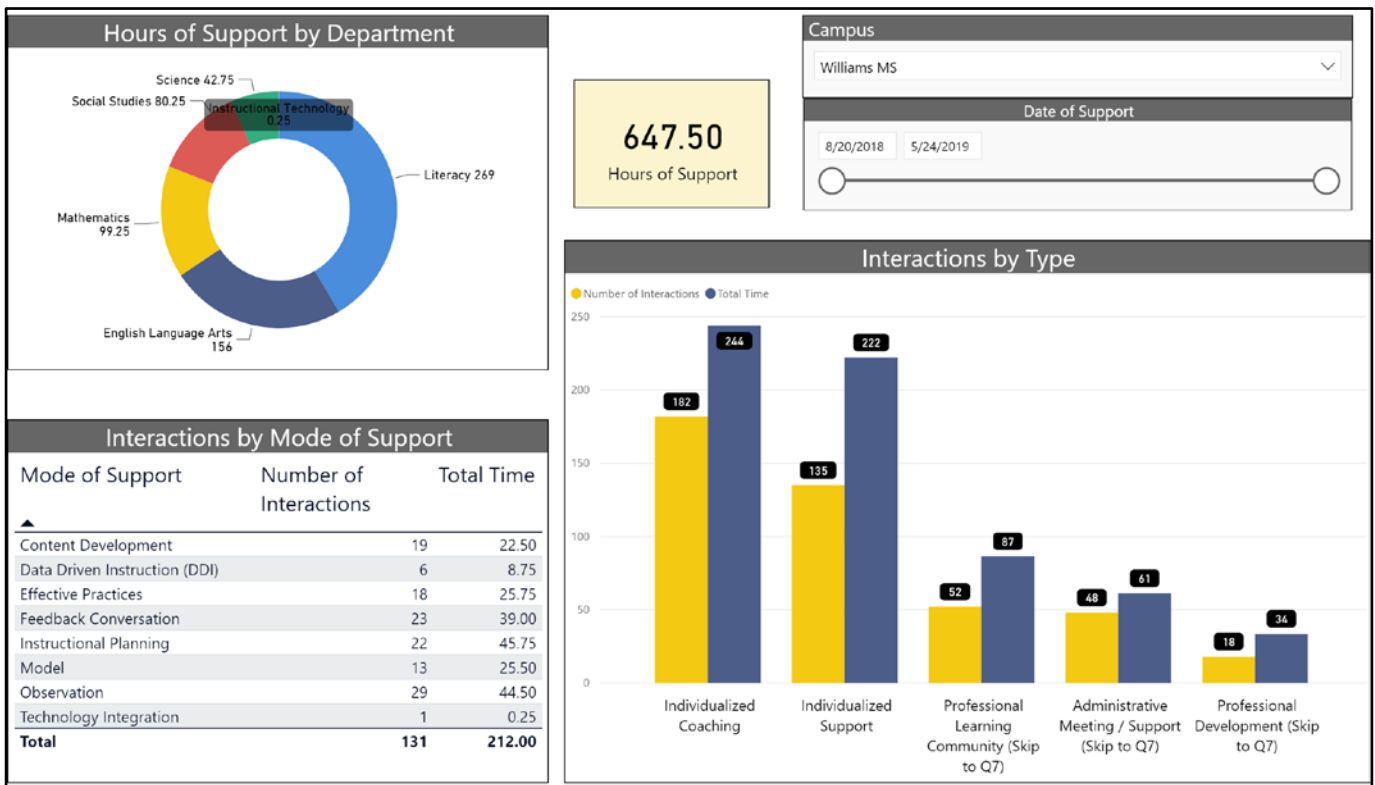 Hours of Support by Department
Science 42.75
Social Studies 80.25
Instructional Technology
0.25
Literacy 269
Mathematics
99.25
English Language Arts
156
647.50
Hours of Support
Campus
Williams MS
Date of Support
8/20/2018 5/24/2019
Interactions by Mode of Support
Mode of Support Number of Interactions Total Time
Content Development 19 22.50
Data Driven Instruction (DDI) 6 8.75
Effective Practices 18 25.75
Feedback Conversation 23 39.00
Instructional Planning 22 45.75
Model 13 25.50
Observation 29 44.50
Technology Integration 1 0.25
Total 131 212.00
Interactions by Type
Number of Interactions Total Time
250
200
150
100
50
0
182
244
135
222
52
87
48
61
18
34
Individualized
Coaching
Individualized
Support
Professional
Learning
Community (Skip
to Q7)
Administrative
Meeting / Support
(Skip to Q7)
Professional
Development (Skip
to Q7)